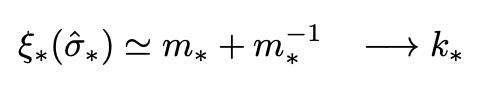 ξ∗(σ̂∗) ≃ m∗ + m∗⁻¹ ⟶ k∗